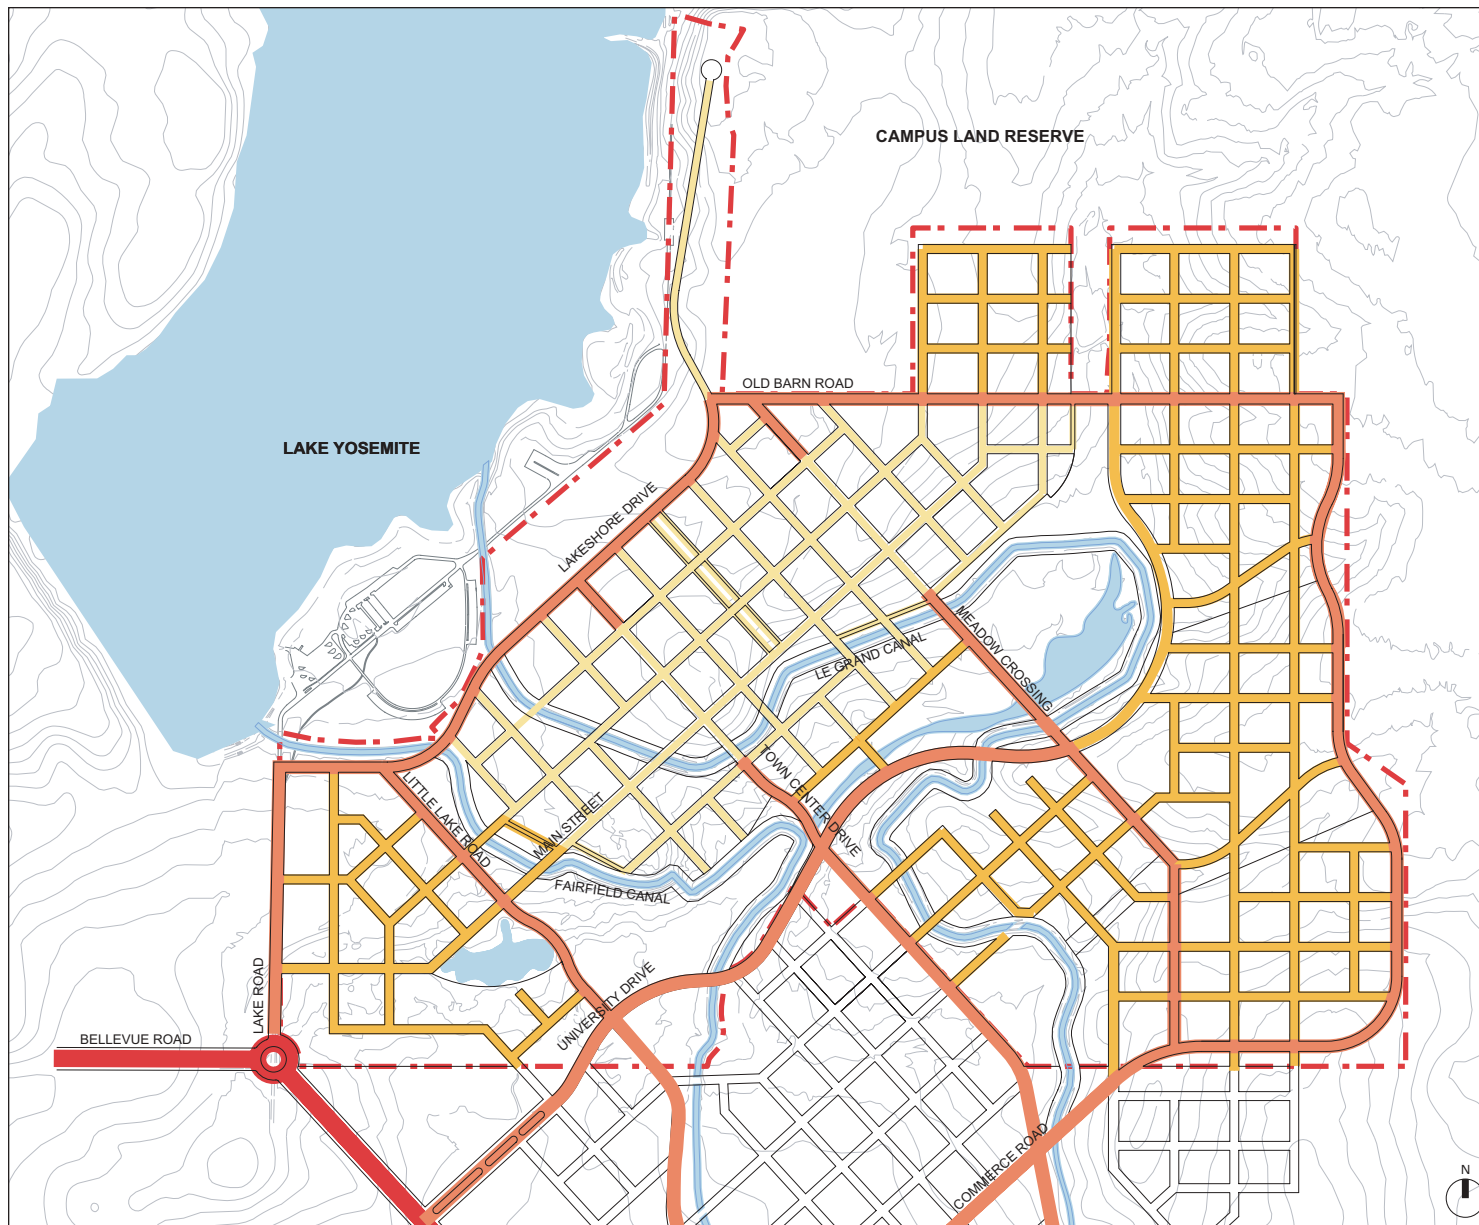 CAMPUS LAND RESERVE
OLD BARN ROAD
LAKE YOSEMITE
LAKESHORE DRIVE
MEADOW CROSSING
LE GRAND CANAL
TOWN CENTER DRIVE
LITTLE LAKE ROAD
MAIN STREET
FAIRFIELD CANAL
LAKE ROAD
UNIVERSITY DRIVE
BELLEVUE ROAD
COMMERCE ROAD
N